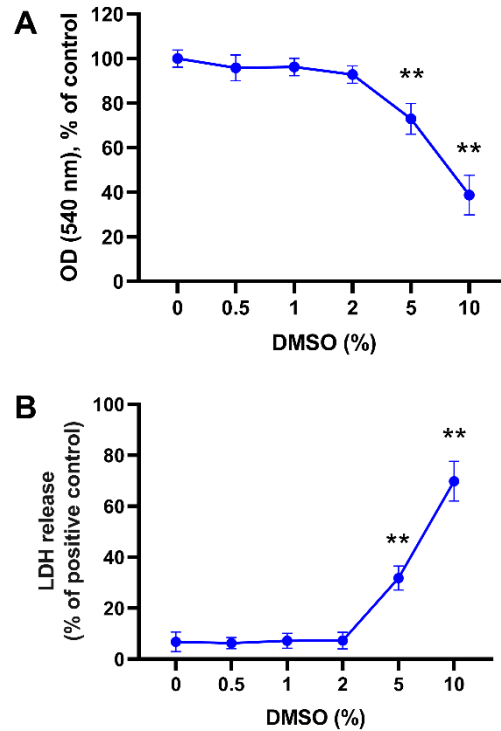 A
OD (540 nm), % of control
120
100
80
60
40
20
0
**
**
0 0.5 1 2 5 10
DMSO (%)
B
LDH release
(% of positive control)
100
80
60
40
20
0
**
**
0 0.5 1 2 5 10
DMSO (%)